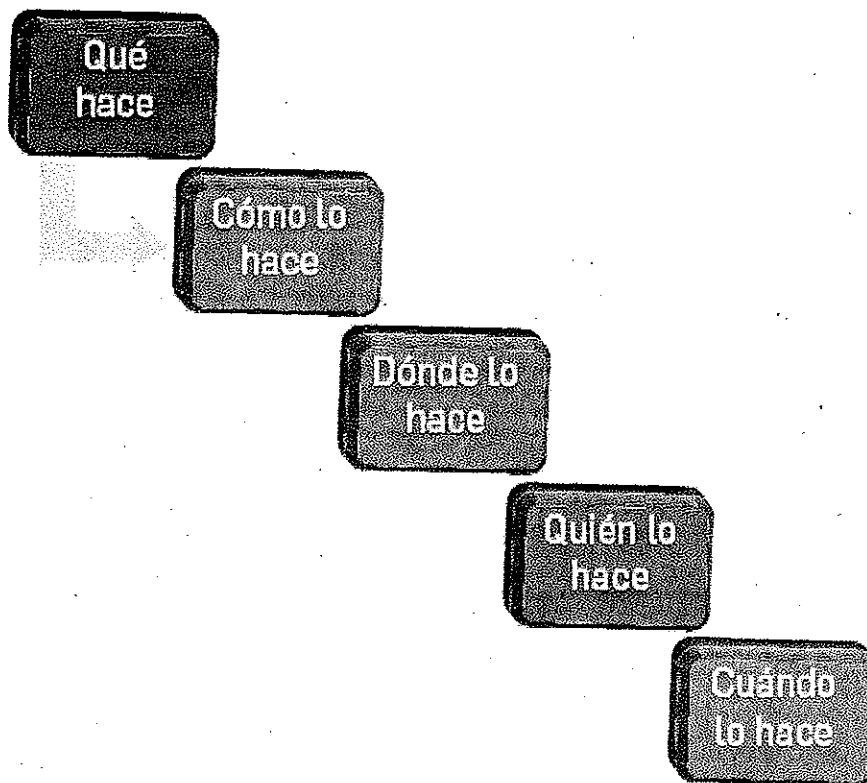 Qué
hace
Cómo lo
hace
Dónde lo
hace
Quién lo
hace
Cuándo
lo hace